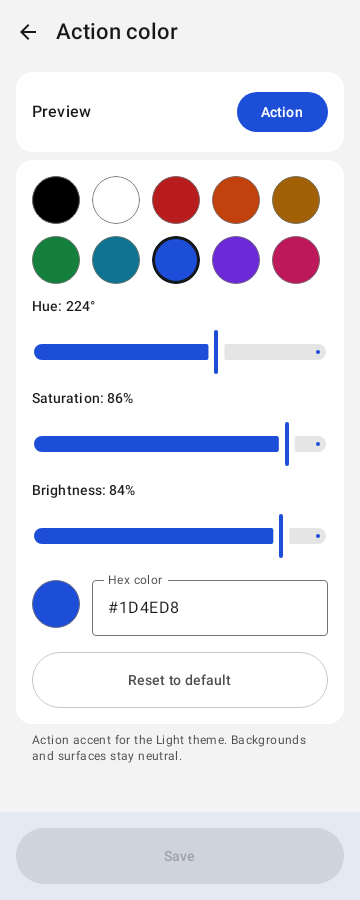 Action color
Preview
Action
Hue: 224°
Saturation: 86%
Brightness: 84%
Hex color
#1D4ED8
Reset to default
Action accent for the Light theme. Backgrounds
and surfaces stay neutral.
Save